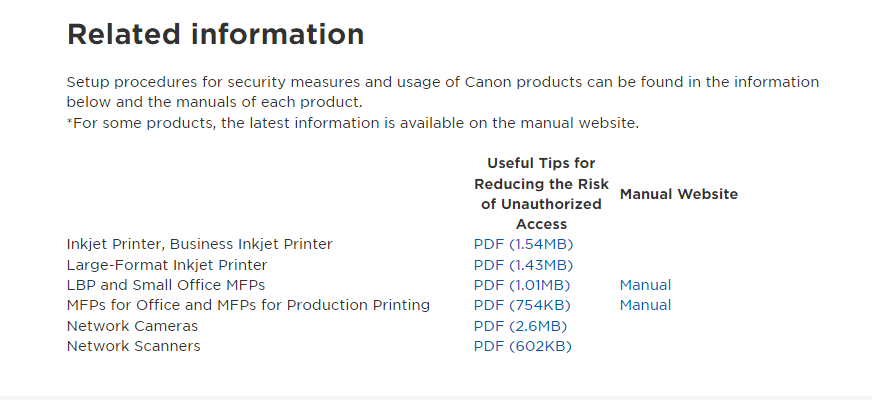 Related information
Setup procedures for security measures and usage of Canon products can be found in the information
below and the manuals of each product.
*For some products, the latest information is available on the manual website.
Useful Tips for
Reducing the Risk
of Unauthorized
Access
Manual Website
Inkjet Printer, Business Inkjet Printer PDF (1.54MB)
Large-Format Inkjet Printer PDF (1.43MB)
LBP and Small Office MFPs PDF (1.01MB) Manual
MFPs for Office and MFPs for Production Printing PDF (754KB) Manual
Network Cameras PDF (2.6MB)
Network Scanners PDF (602KB)